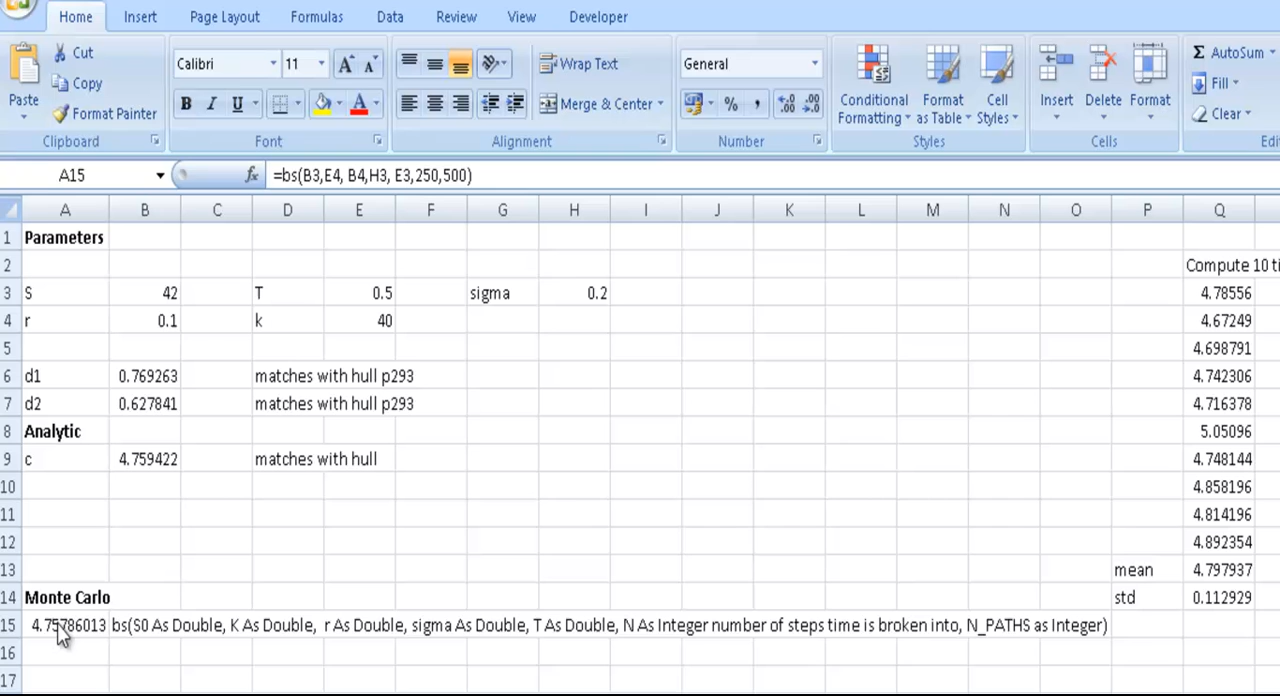 Home Insert Page Layout Formulas Data Review View Developer
Cut
Copy
Format Painter
Paste
Clipboard
Calibri 11
B I U
Font
Wrap Text
Merge & Center
Alignment
General
%
Number
Conditional Formatting
Format as Table
Cell Styles
Styles
Insert Delete Format
Cells
Σ AutoSum
Fill
Clear
A15 fx =bs(B3,E4, B4,H3, E3,250,500)
A B C D E F G H I J K L M N O P Q
1 Parameters
2 Compute 10 ti
3 S 42 T 0.5 sigma 0.2 4.78556
4 r 0.1 k 40 4.67249
5 4.698791
6 d1 0.769263 matches with hull p293 4.742306
7 d2 0.627841 matches with hull p293 4.716378
8 Analytic 5.05096
9 c 4.759422 matches with hull 4.748144
10 4.858196
11 4.814196
12 4.892354
13 mean 4.797937
14 Monte Carlo std 0.112929
15 4.75786013 bs(S0 As Double, K As Double, r As Double, sigma As Double, T As Double, N As Integer number of steps time is broken into, N_PATHS as Integer)
16
17